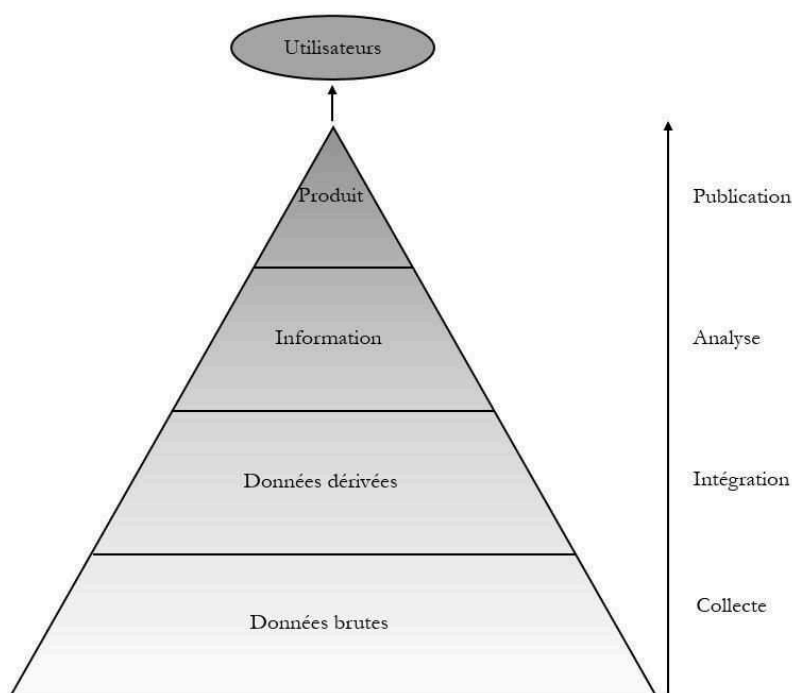 Utilisateurs
Produit
Publication
Information
Analyse
Données dérivées
Intégration
Données brutes
Collecte